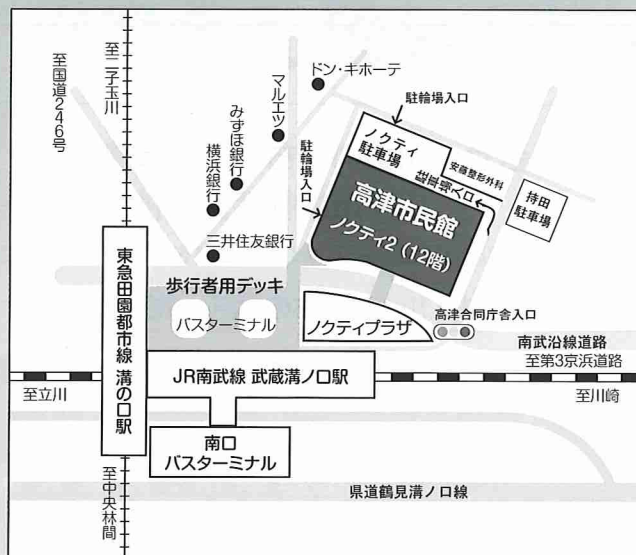 至国道246号
至二子玉川
ドン・キホーテ
マルエツ
みずほ銀行
横浜銀行
三井住友銀行
駐輪場入口
駐輪場入口
ノクティ
駐車場
安藤整形外科
駐車場入口
持田
駐車場
高津市民館
ノクティ2(12階)
歩行者用デッキ
バスターミナル
ノクティプラザ
高津合同庁舎入口
南武沿線道路
至第3京浜道路
東急田園都市線 溝の口駅
JR南武線 武蔵溝ノ口駅
至立川
至川崎
南口
バスターミナル
至中央林間
県道鶴見溝ノ口線